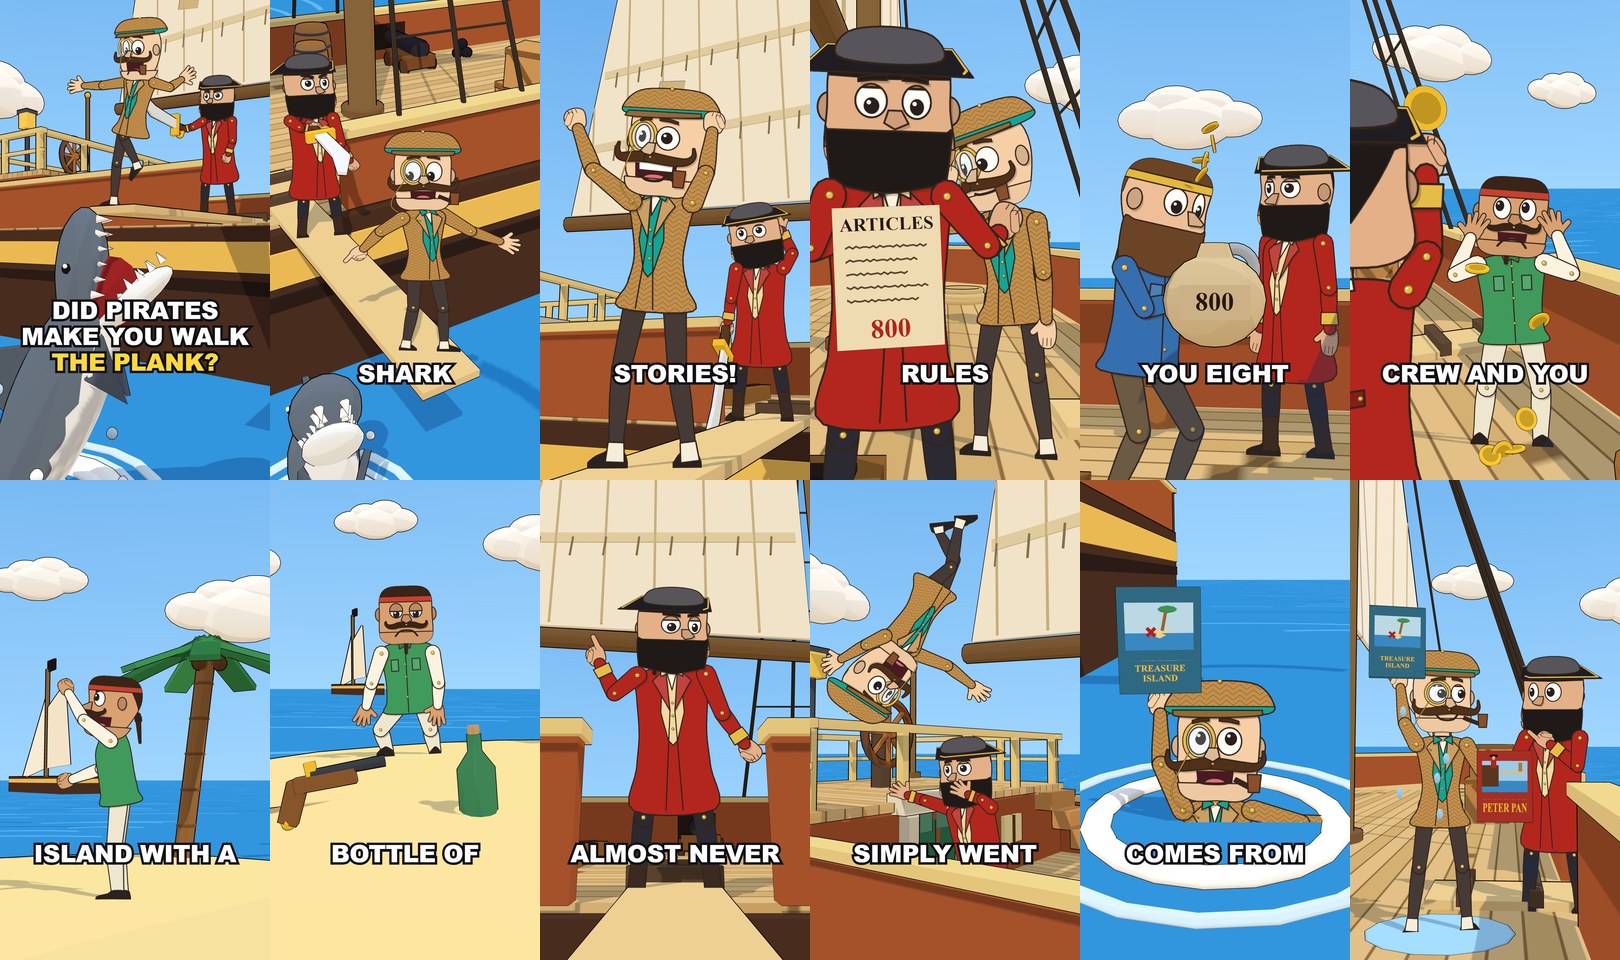 DID PIRATES
MAKE YOU WALK
THE PLANK?
SHARK
STORIES!
ARTICLES
800
RULES
800
YOU EIGHT
CREW AND YOU
ISLAND WITH A
BOTTLE OF
ALMOST NEVER
SIMPLY WENT
TREASURE
ISLAND
COMES FROM
TREASURE
ISLAND
PETER PAN